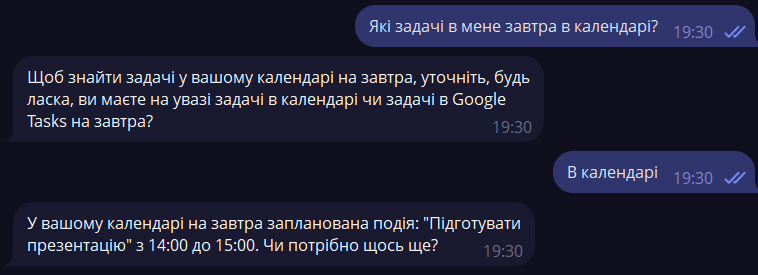 Які задачі в мене завтра в календарі?
19:30
Щоб знайти задачі у вашому календарі на завтра, уточніть, будь
ласка, ви маєте на увазі задачі в календарі чи задачі в Google
Tasks на завтра?
19:30
В календарі
19:30
У вашому календарі на завтра запланована подія: "Підготувати
презентацію" з 14:00 до 15:00. Чи потрібно щось ще?
19:30